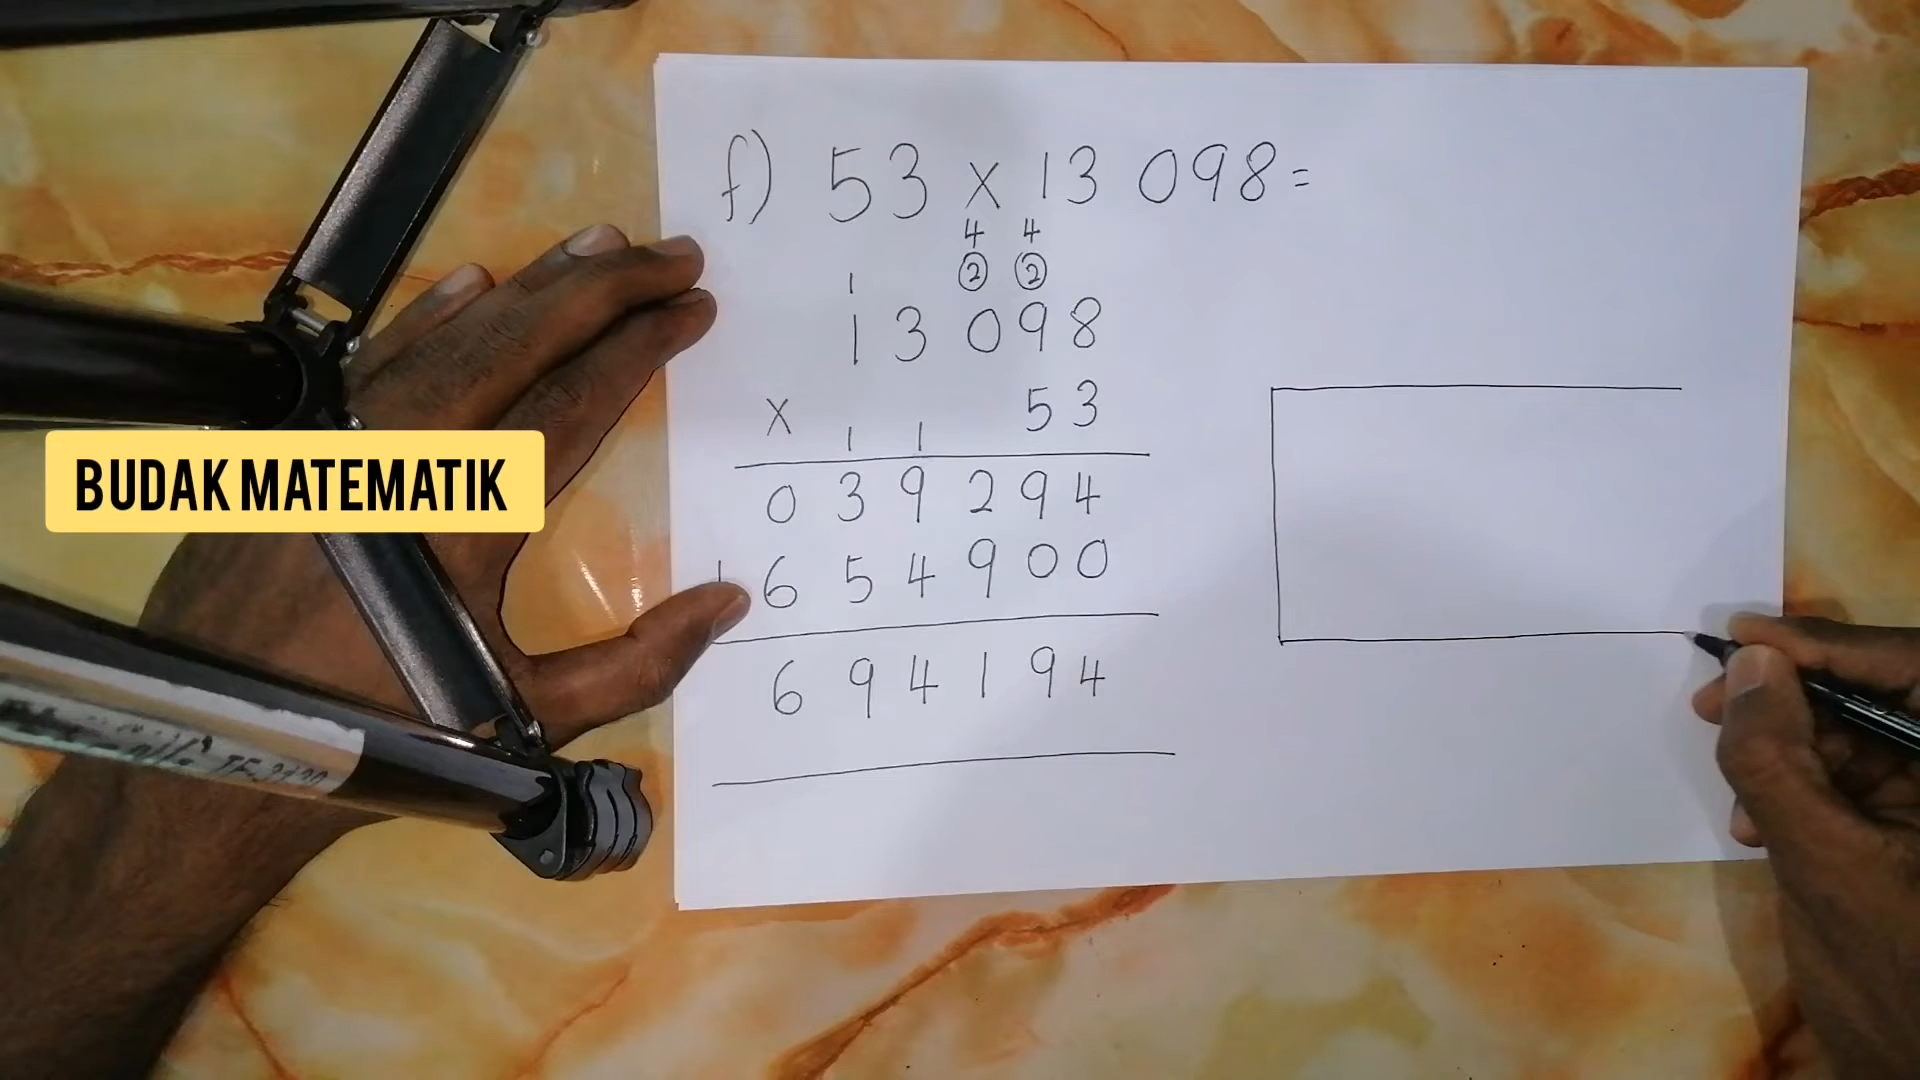 f) 53 x 13 098 =
4 4
1 2 2
13098
x 53
1 1
039294
+ 654900
694194
BUDAK MATEMATIK